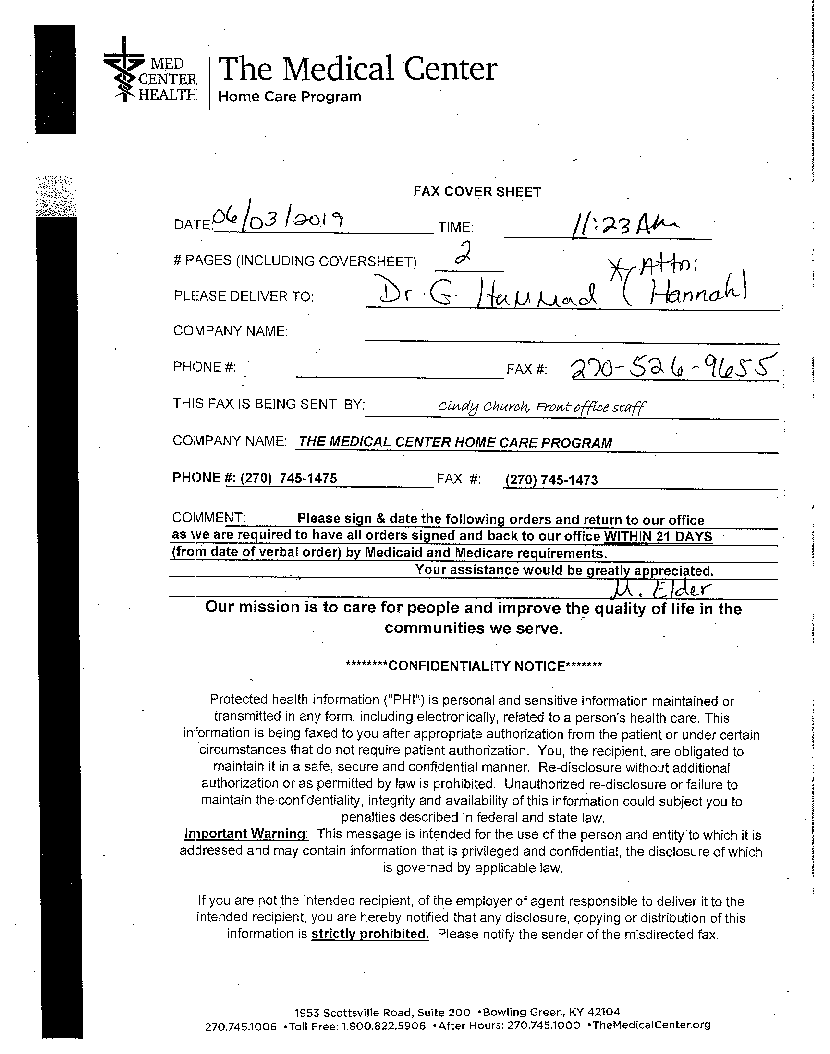 MED
CENTER
HEALTH
The Medical Center
Home Care Program
FAX COVER SHEET
DATE: 06/03/2019 TIME: 11:23 Am
# PAGES (INCLUDING COVERSHEET) 2
* Attn:
PLEASE DELIVER TO: Dr. G. Hammad (Hannah)
COMPANY NAME:
PHONE #: FAX #: 270-526-9655
THIS FAX IS BEING SENT BY: Cindy Church, Front office staff
COMPANY NAME: THE MEDICAL CENTER HOME CARE PROGRAM
PHONE #: (270) 745-1475 FAX #: (270) 745-1473
COMMENT: Please sign & date the following orders and return to our office
as we are required to have all orders signed and back to our office WITHIN 21 DAYS
(from date of verbal order) by Medicaid and Medicare requirements.
Your assistance would be greatly appreciated.
M. Elder
Our mission is to care for people and improve the quality of life in the
communities we serve.
********CONFIDENTIALITY NOTICE*******
Protected health information ("PHI") is personal and sensitive information maintained or
transmitted in any form, including electronically, related to a person's health care. This
information is being faxed to you after appropriate authorization from the patient or under certain
circumstances that do not require patient authorization. You, the recipient, are obligated to
maintain it in a safe, secure and confidential manner. Re-disclosure without additional
authorization or as permitted by law is prohibited. Unauthorized re-disclosure or failure to
maintain the confidentiality, integrity and availability of this information could subject you to
penalties described in federal and state law.
Important Warning: This message is intended for the use of the person and entity to which it is
addressed and may contain information that is privileged and confidential, the disclosure of which
is governed by applicable law.
If you are not the intended recipient, of the employer of agent responsible to deliver it to the
intended recipient, you are hereby notified that any disclosure, copying or distribution of this
information is strictly prohibited. Please notify the sender of the misdirected fax.
1953 Scottsville Road, Suite 200 •Bowling Green, KY 42104
270.745.1006 •Toll Free: 1.800.822.5906 •After Hours: 270.745.1000 •TheMedicalCenter.org